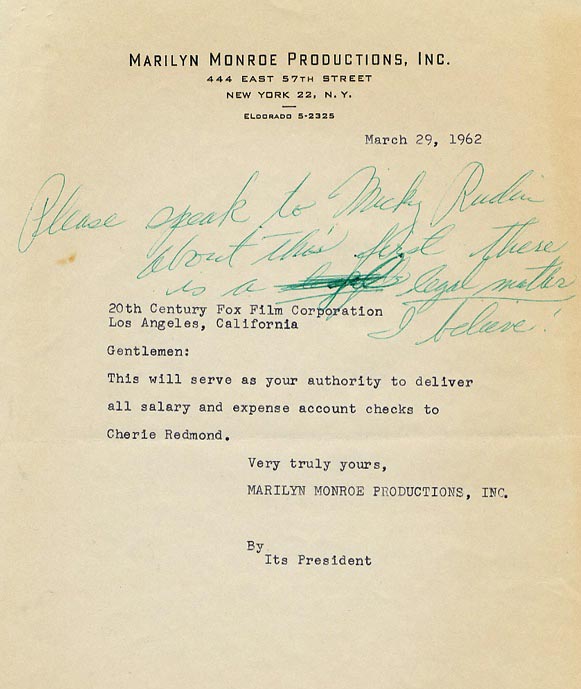 MARILYN MONROE PRODUCTIONS, INC.
444 EAST 57TH STREET
NEW YORK 22, N. Y.
ELDORADO 5-2325
March 29, 1962
Please speak to Micky Rudin
about this first there
is a legal matter
I believe!
20th Century Fox Film Corporation
Los Angeles, California
Gentlemen:
This will serve as your authority to deliver
all salary and expense account checks to
Cherie Redmond.
Very truly yours,
MARILYN MONROE PRODUCTIONS, INC.
By
Its President